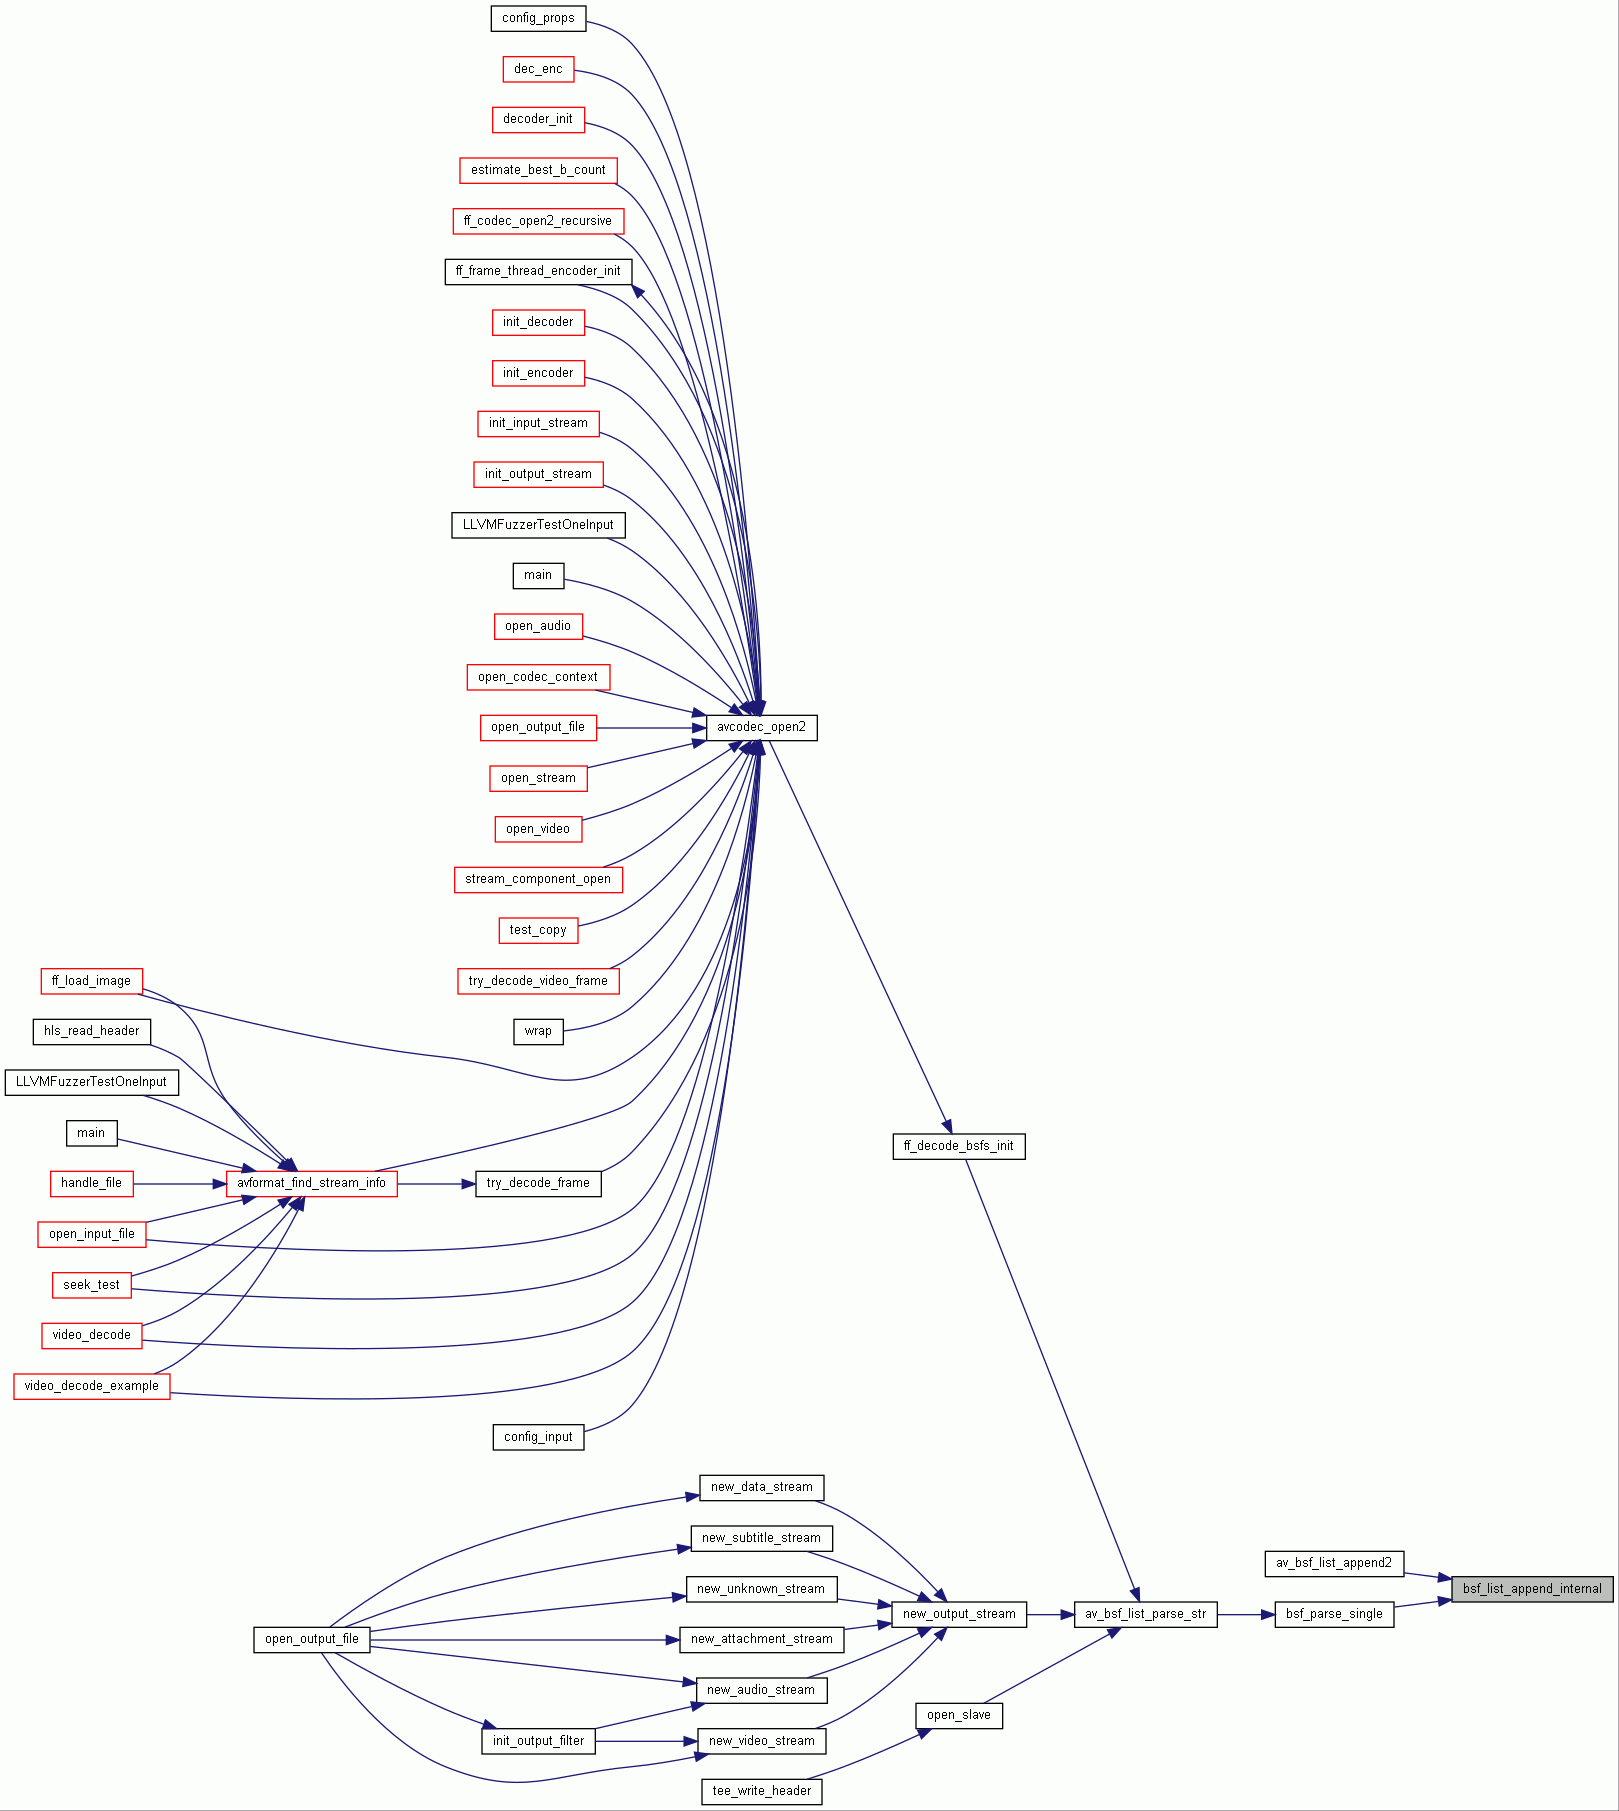 config_props
dec_enc
decoder_init
estimate_best_b_count
ff_codec_open2_recursive
ff_frame_thread_encoder_init
init_decoder
init_encoder
init_input_stream
init_output_stream
LLVMFuzzerTestOneInput
main
open_audio
open_codec_context
open_output_file
avcodec_open2
open_stream
open_video
stream_component_open
test_copy
try_decode_video_frame
ff_load_image
wrap
hls_read_header
LLVMFuzzerTestOneInput
main
ff_decode_bsfs_init
handle_file
avformat_find_stream_info
try_decode_frame
open_input_file
seek_test
video_decode
video_decode_example
config_input
new_data_stream
new_subtitle_stream
av_bsf_list_append2
new_unknown_stream
bsf_list_append_internal
new_output_stream
av_bsf_list_parse_str
bsf_parse_single
open_output_file
new_attachment_stream
new_audio_stream
open_slave
init_output_filter
new_video_stream
tee_write_header